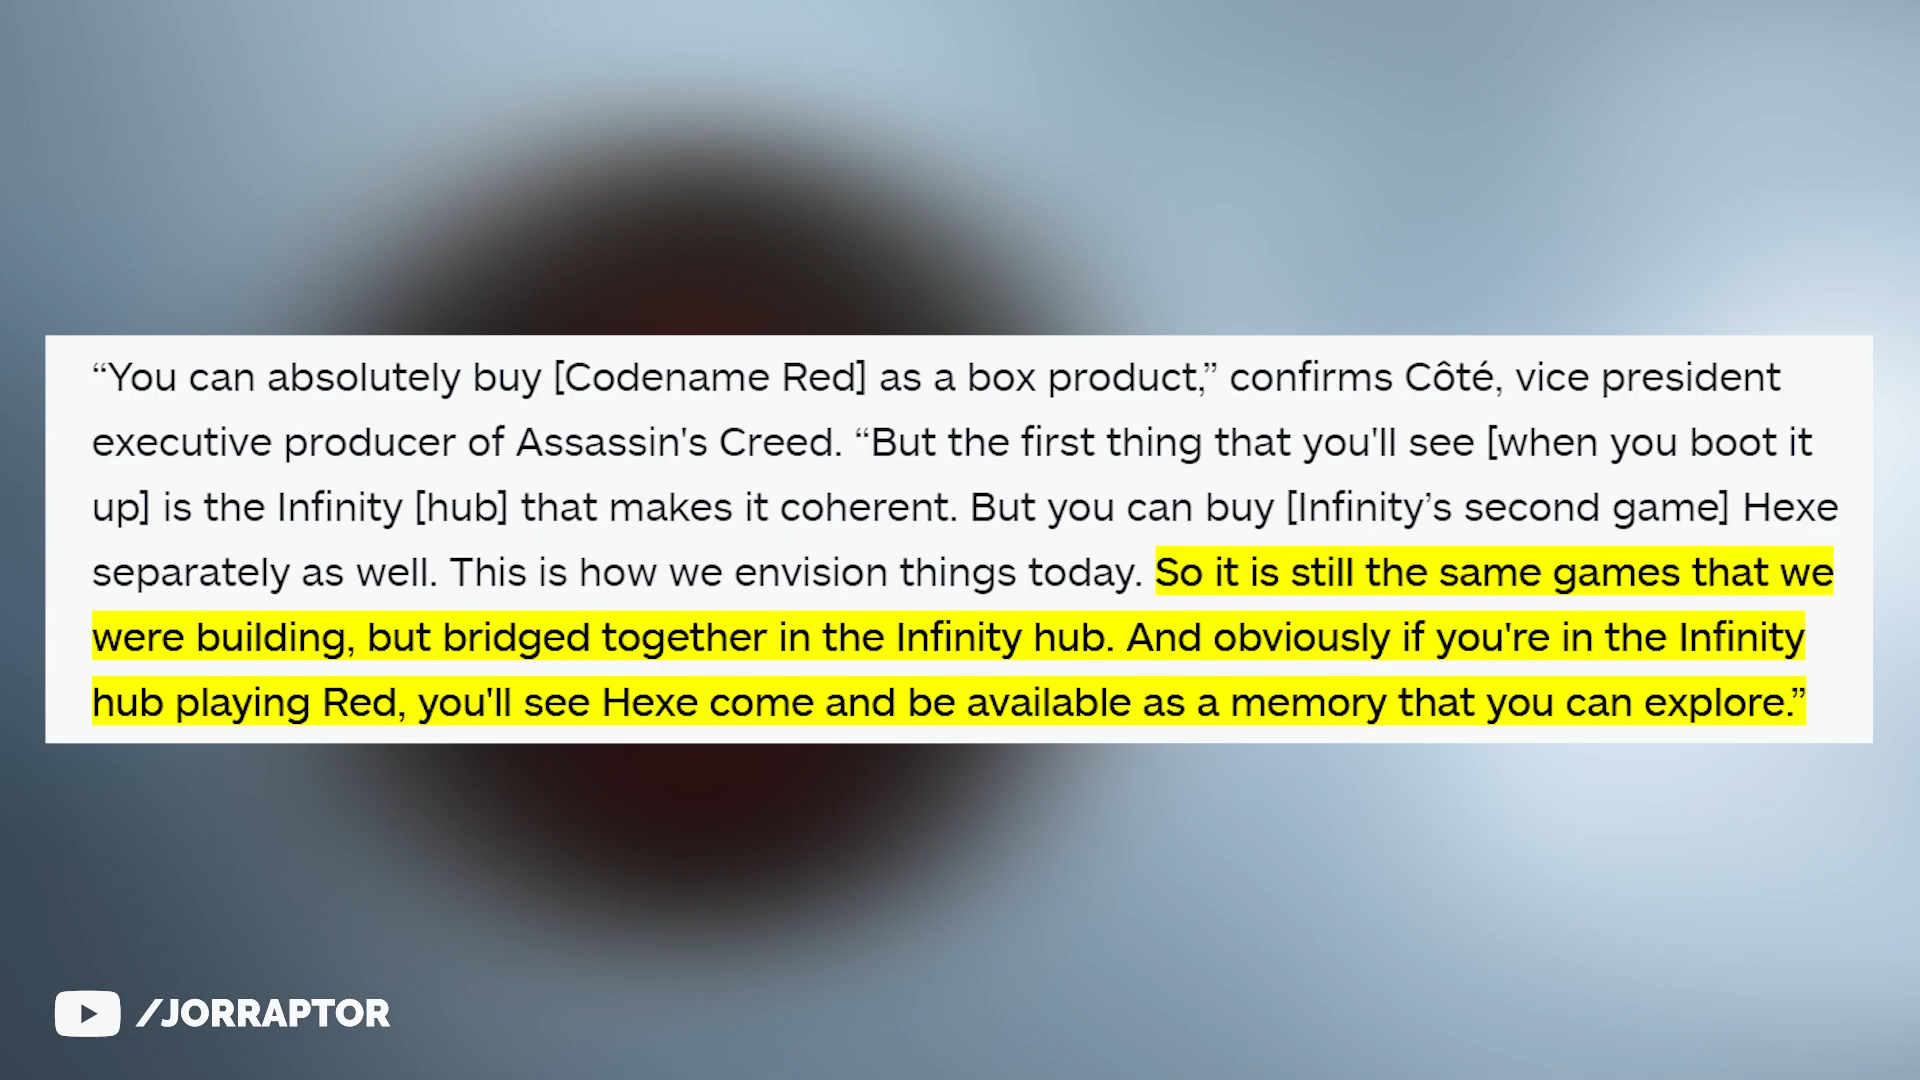 “You can absolutely buy [Codename Red] as a box product,” confirms Côté, vice president
executive producer of Assassin's Creed. “But the first thing that you'll see [when you boot it
up] is the Infinity [hub] that makes it coherent. But you can buy [Infinity’s second game] Hexe
separately as well. This is how we envision things today. So it is still the same games that we
were building, but bridged together in the Infinity hub. And obviously if you're in the Infinity
hub playing Red, you'll see Hexe come and be available as a memory that you can explore.”
/JORRAPTOR